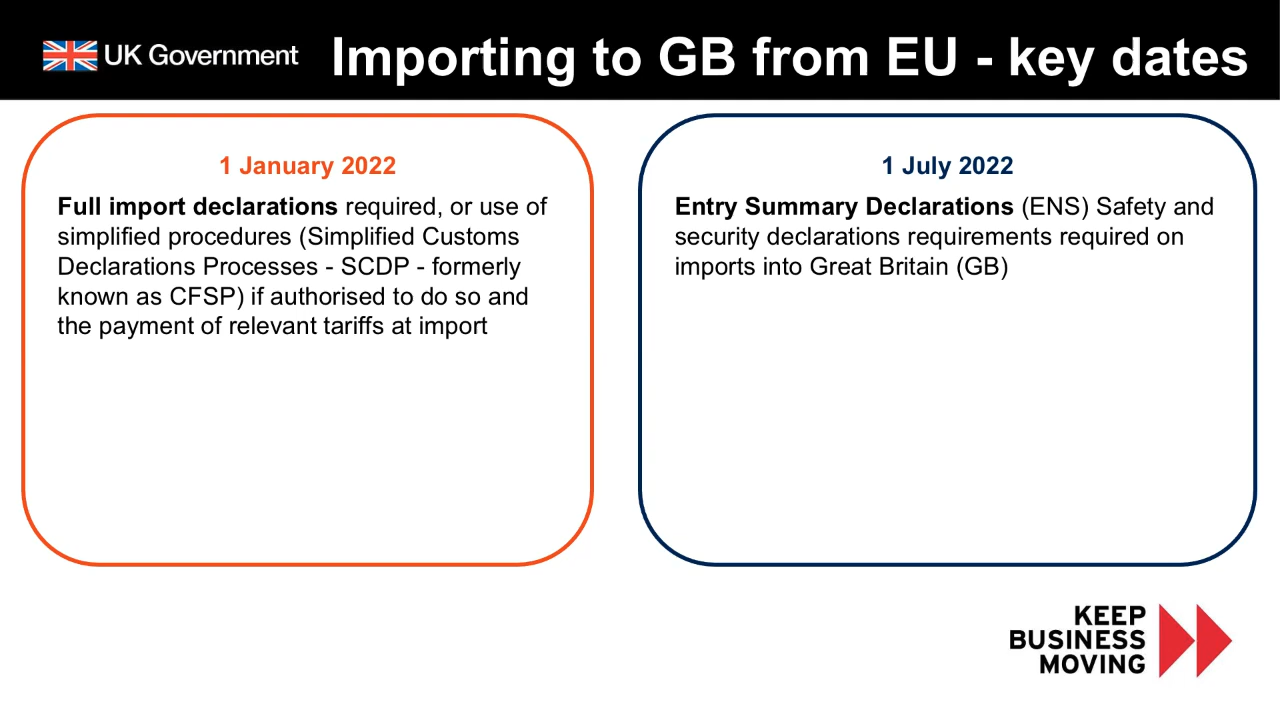 UK Government
Importing to GB from EU - key dates
1 January 2022
Full import declarations required, or use of
simplified procedures (Simplified Customs
Declarations Processes - SCDP - formerly
known as CFSP) if authorised to do so and
the payment of relevant tariffs at import
1 July 2022
Entry Summary Declarations (ENS) Safety and
security declarations requirements required on
imports into Great Britain (GB)
KEEP
BUSINESS
MOVING